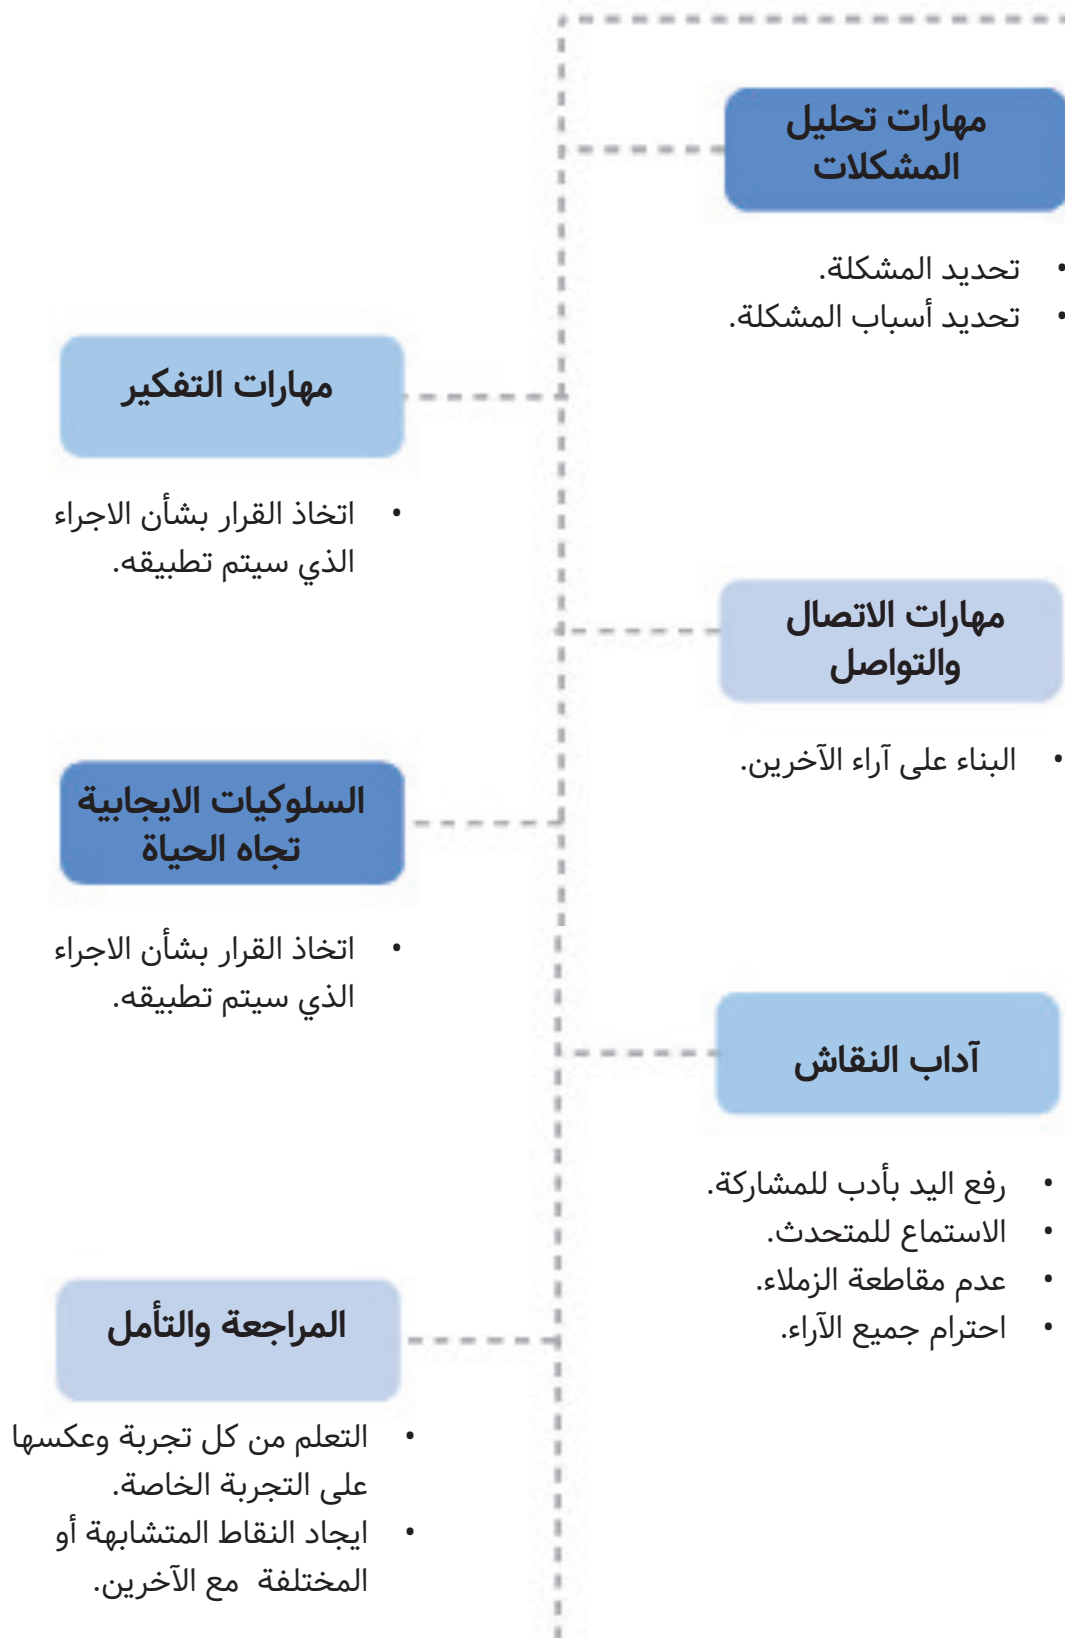 مهارات تحليل
المشكلات
• تحديد المشكلة.
• تحديد أسباب المشكلة.
مهارات التفكير
• اتخاذ القرار بشأن الاجراء
الذي سيتم تطبيقه.
مهارات الاتصال
والتواصل
• البناء على آراء الآخرين.
السلوكيات الايجابية
تجاه الحياة
• اتخاذ القرار بشأن الاجراء
الذي سيتم تطبيقه.
آداب النقاش
• رفع اليد بأدب للمشاركة.
• الاستماع للمتحدث.
• عدم مقاطعة الزملاء.
• احترام جميع الآراء.
المراجعة والتأمل
• التعلم من كل تجربة وعكسها
على التجربة الخاصة.
• ايجاد النقاط المتشابهة أو
المختلفة مع الآخرين.